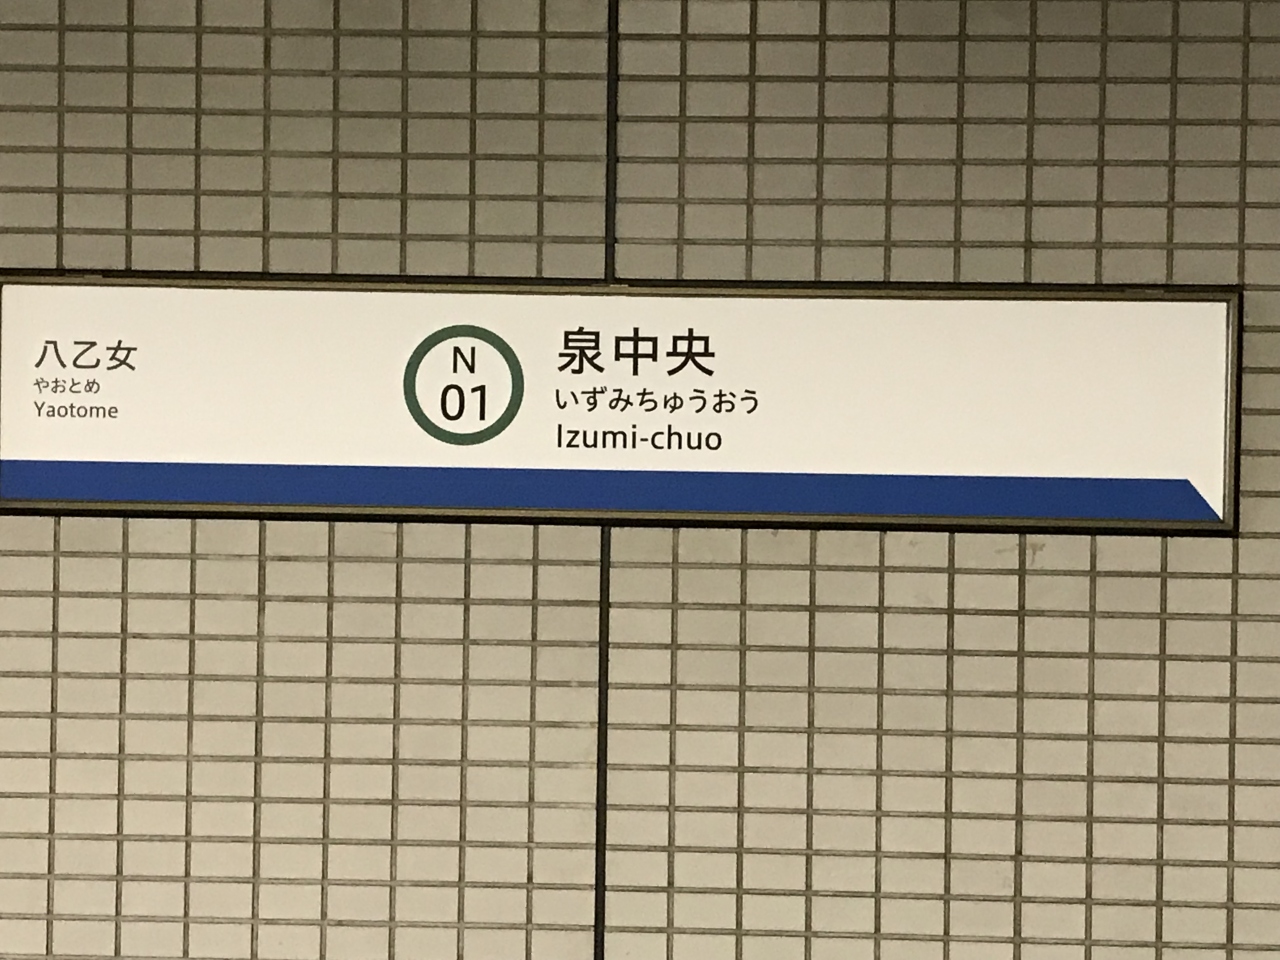 八乙女
やおとめ
Yaotome
N
01
泉中央
いずみちゅうおう
Izumi-chuo